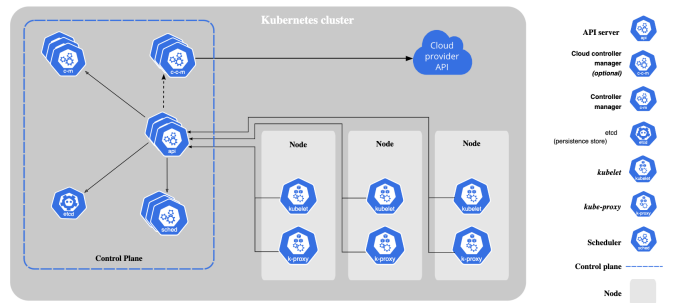 Kubernetes cluster
c-m
c-c-m
Cloud
provider
API
api
etcd
sched
Control Plane
Node
Node
Node
kubelet
kubelet
kubelet
k-proxy
k-proxy
k-proxy
API server
api
Cloud controller
manager
(optional)
c-c-m
Controller
manager
c-m
etcd
(persistence store)
etcd
kubelet
kubelet
kube-proxy
k-proxy
Scheduler
sched
Control plane
Node